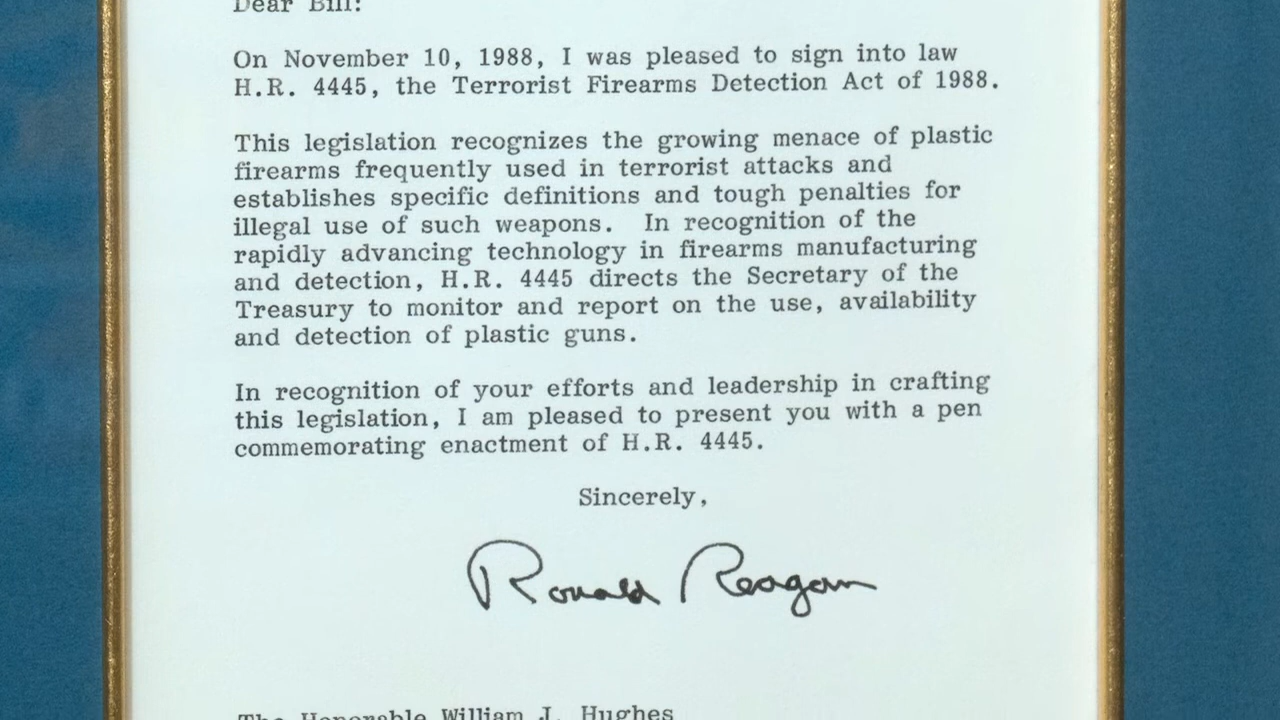 Dear Bill:
On November 10, 1988, I was pleased to sign into law
H.R. 4445, the Terrorist Firearms Detection Act of 1988.
This legislation recognizes the growing menace of plastic
firearms frequently used in terrorist attacks and
establishes specific definitions and tough penalties for
illegal use of such weapons. In recognition of the
rapidly advancing technology in firearms manufacturing
and detection, H.R. 4445 directs the Secretary of the
Treasury to monitor and report on the use, availability
and detection of plastic guns.
In recognition of your efforts and leadership in crafting
this legislation, I am pleased to present you with a pen
commemorating enactment of H.R. 4445.
Sincerely,
Ronald Reagan
The Honorable William J. Hughes